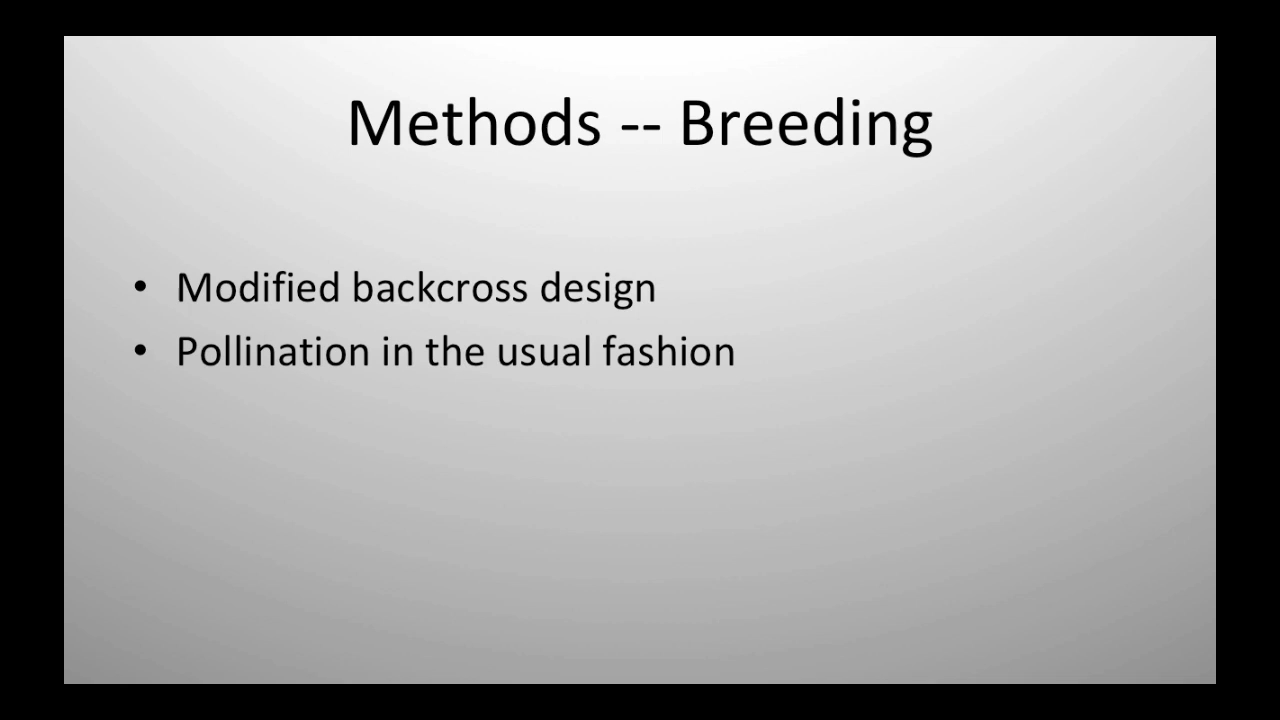 Methods -- Breeding
• Modified backcross design
• Pollination in the usual fashion